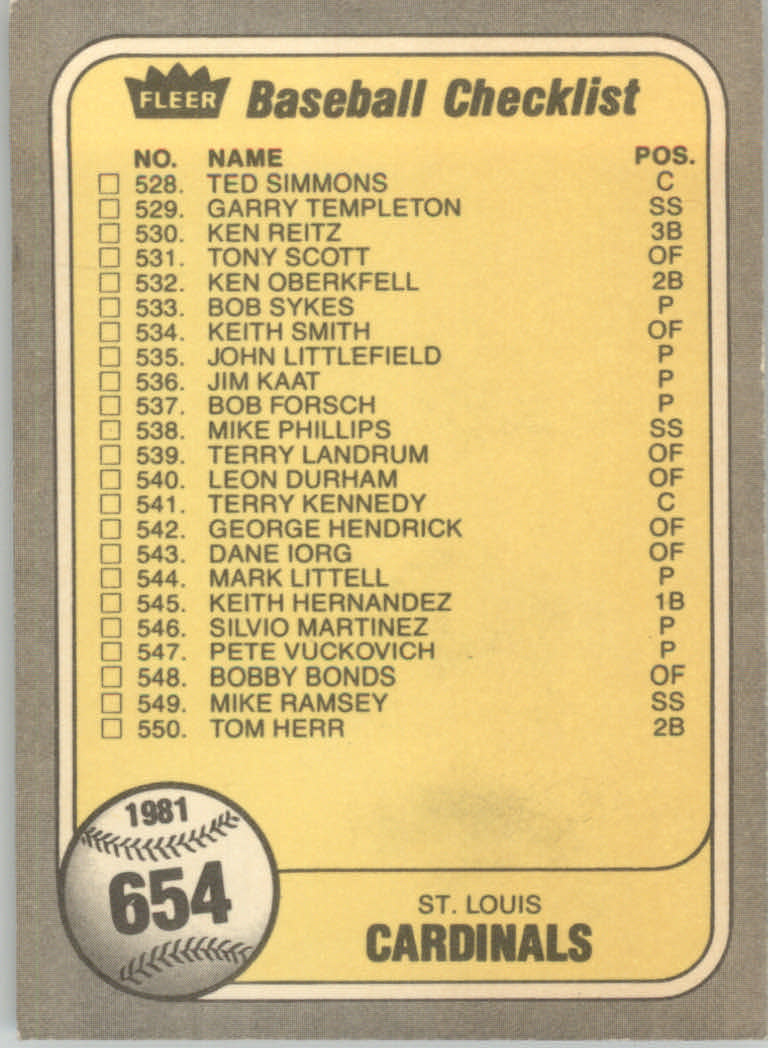 FLEER Baseball Checklist
NO. NAME POS.
528. TED SIMMONS C
529. GARRY TEMPLETON SS
530. KEN REITZ 3B
531. TONY SCOTT OF
532. KEN OBERKFELL 2B
533. BOB SYKES P
534. KEITH SMITH OF
535. JOHN LITTLEFIELD P
536. JIM KAAT P
537. BOB FORSCH P
538. MIKE PHILLIPS SS
539. TERRY LANDRUM OF
540. LEON DURHAM OF
541. TERRY KENNEDY C
542. GEORGE HENDRICK OF
543. DANE IORG OF
544. MARK LITTELL P
545. KEITH HERNANDEZ 1B
546. SILVIO MARTINEZ P
547. PETE VUCKOVICH P
548. BOBBY BONDS OF
549. MIKE RAMSEY SS
550. TOM HERR 2B
1981
654
ST. LOUIS
CARDINALS